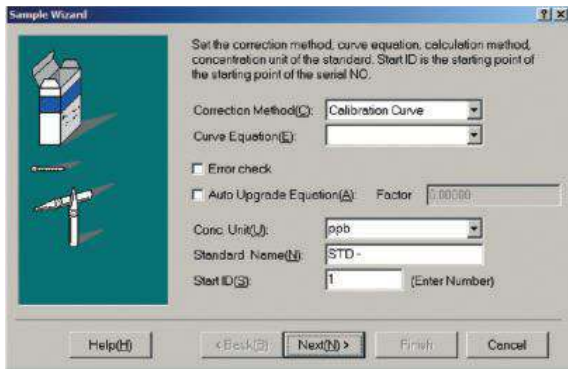 Sample Wizard
Set the correction method, curve equation, calculation method,
concentration unit of the standard. Start ID is the starting point of
the starting point of the serial NO.
Correction Method(C): Calibration Curve
Curve Equation(E):
Error check
Auto Upgrade Equation(A): Factor 0.00000
Conc. Unit(U): ppb
Standard Name(N): STD -
Start ID(S): 1 (Enter Number)
Help(H) <Back(B) Next(N) > Finish Cancel